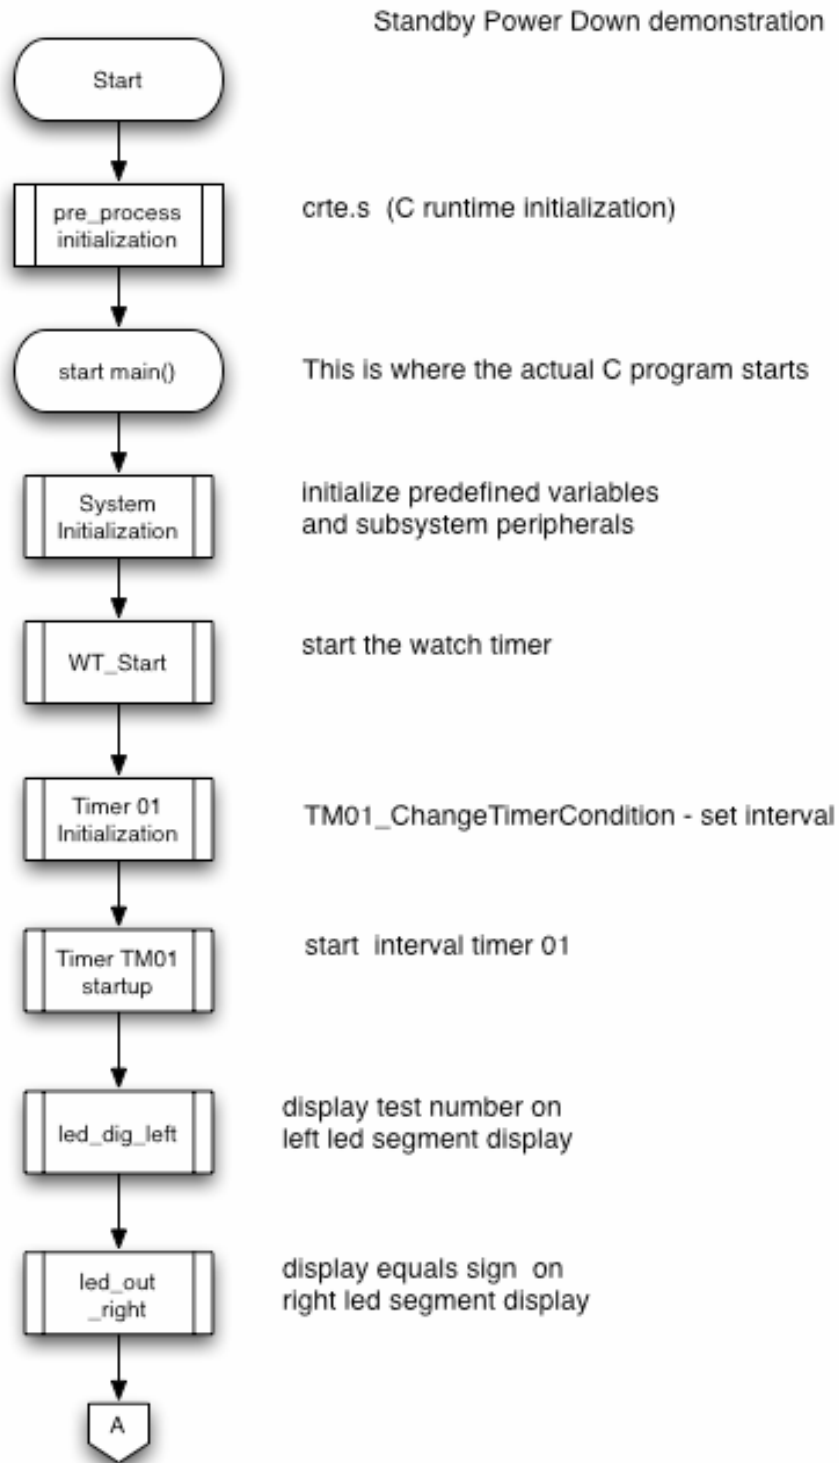 Standby Power Down demonstration
Start
pre_process
initialization
crte.s (C runtime initialization)
start main()
This is where the actual C program starts
System
Initialization
initialize predefined variables
and subsystem peripherals
WT_Start
start the watch timer
Timer 01
Initialization
TM01_ChangeTimerCondition - set interval
Timer TM01
startup
start interval timer 01
led_dig_left
display test number on
left led segment display
led_out
_right
display equals sign on
right led segment display
A